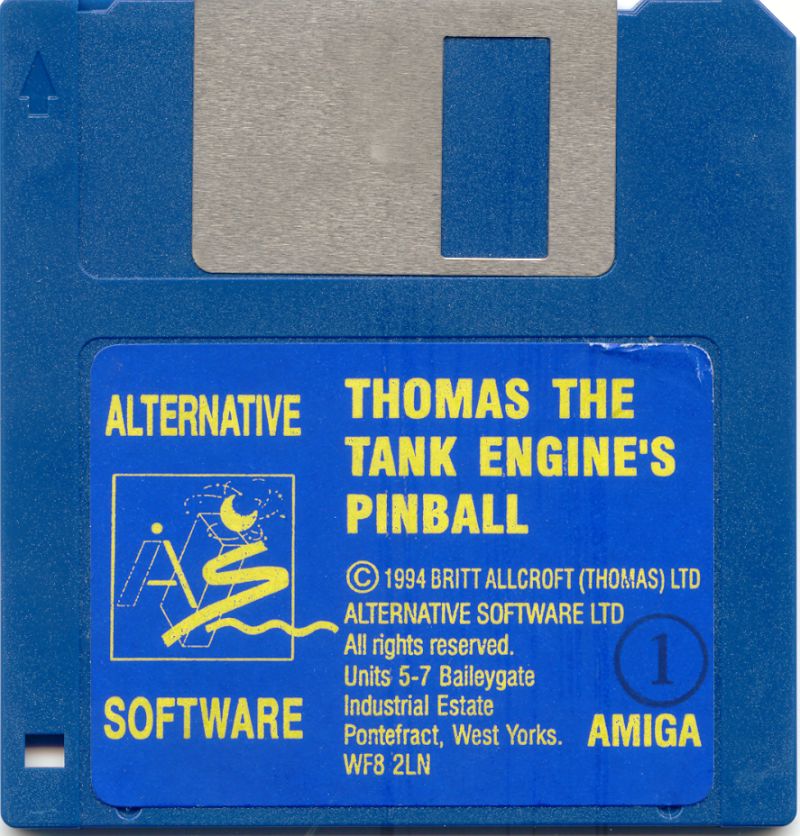 ALTERNATIVE
AS
SOFTWARE
THOMAS THE
TANK ENGINE'S
PINBALL
© 1994 BRITT ALLCROFT (THOMAS) LTD
ALTERNATIVE SOFTWARE LTD
All rights reserved.
Units 5-7 Baileygate
Industrial Estate
Pontefract, West Yorks.
WF8 2LN
1
AMIGA